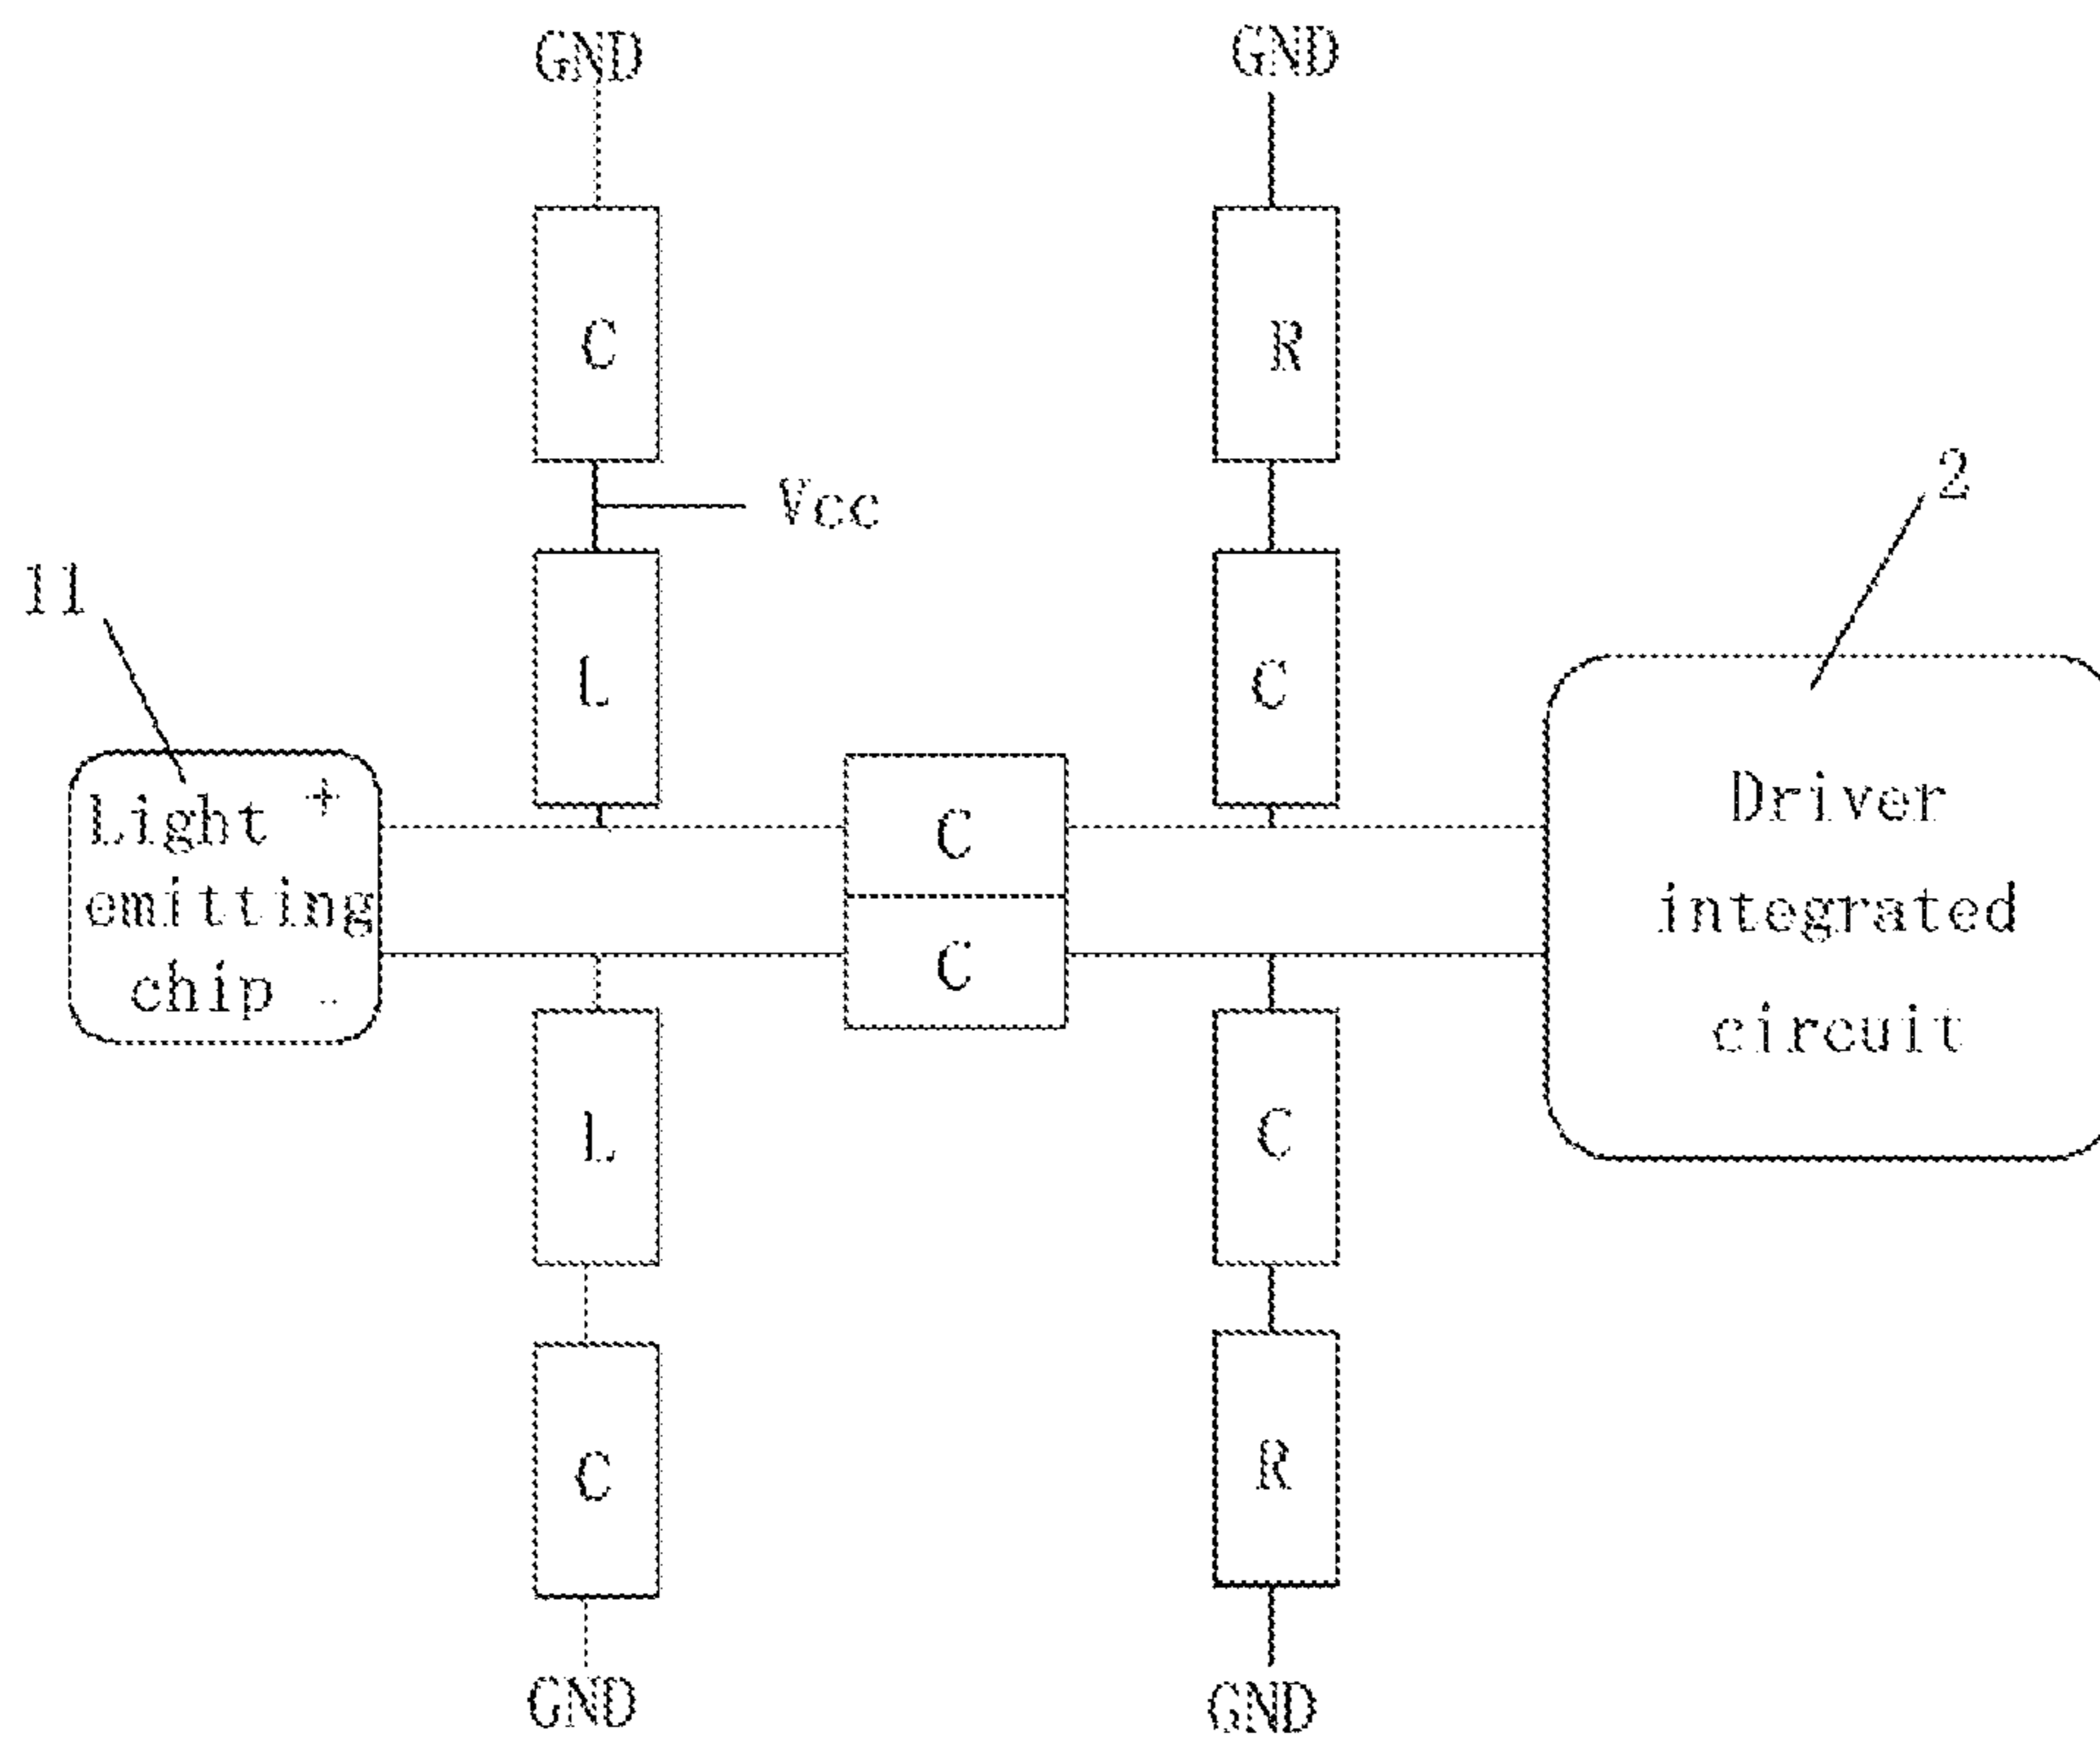 GND
GND
C
R
Vcc
2
11
L
C
Light +
emitting
chip -
C
C
Driver
integrated
circuit
L
C
C
R
GND
GND